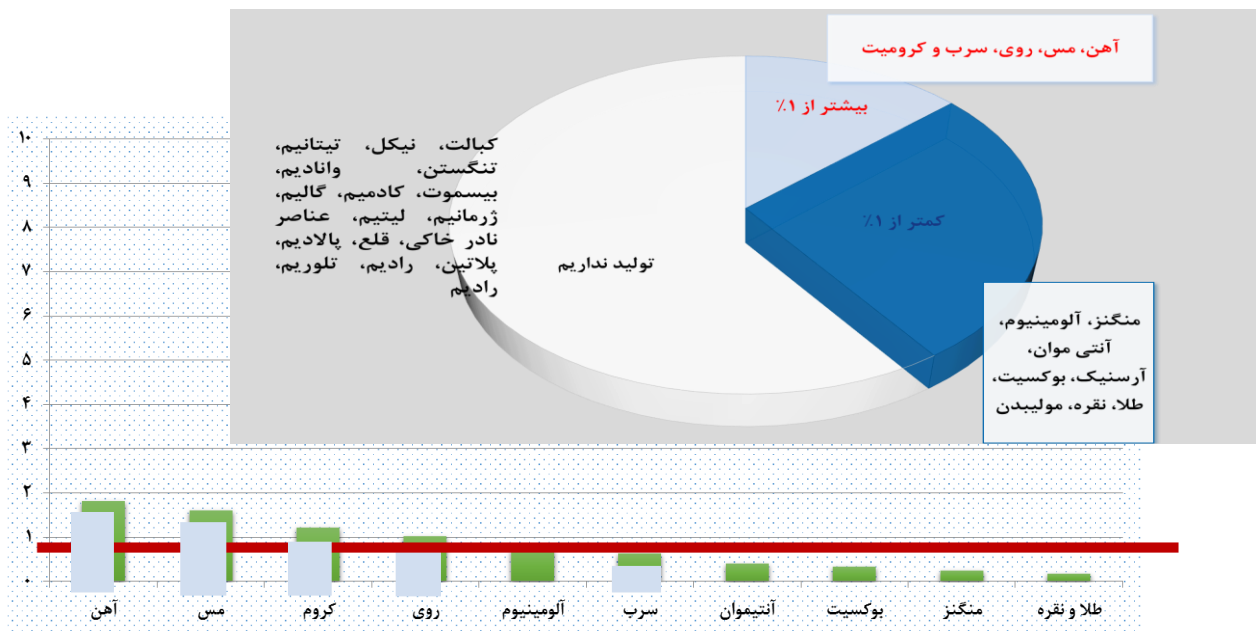 آهن، مس، روی، سرب و کرومیت
بیشتر از ۱٪
کمتر از ۱٪
تولید نداریم
کبالت، نیکل، تیتانیم،
تنگستن، وانادیم،
بیسموت، کادمیم، گالیم،
ژرمانیم، لیتیم، عناصر
نادر خاکی، قلع، پالادیم،
پلاتین، رادیم، تلوریم،
رادیم
منگنز، آلومینیوم،
آنتی موان،
آرسنیک، بوکسیت،
طلا، نقره، مولیبدن
۱۰
۹
۸
۷
۶
۵
۴
۳
۲
۱
۰
آهن
مس
کروم
روی
آلومینیوم
سرب
آنتیموان
بوکسیت
منگنز
طلا و نقره